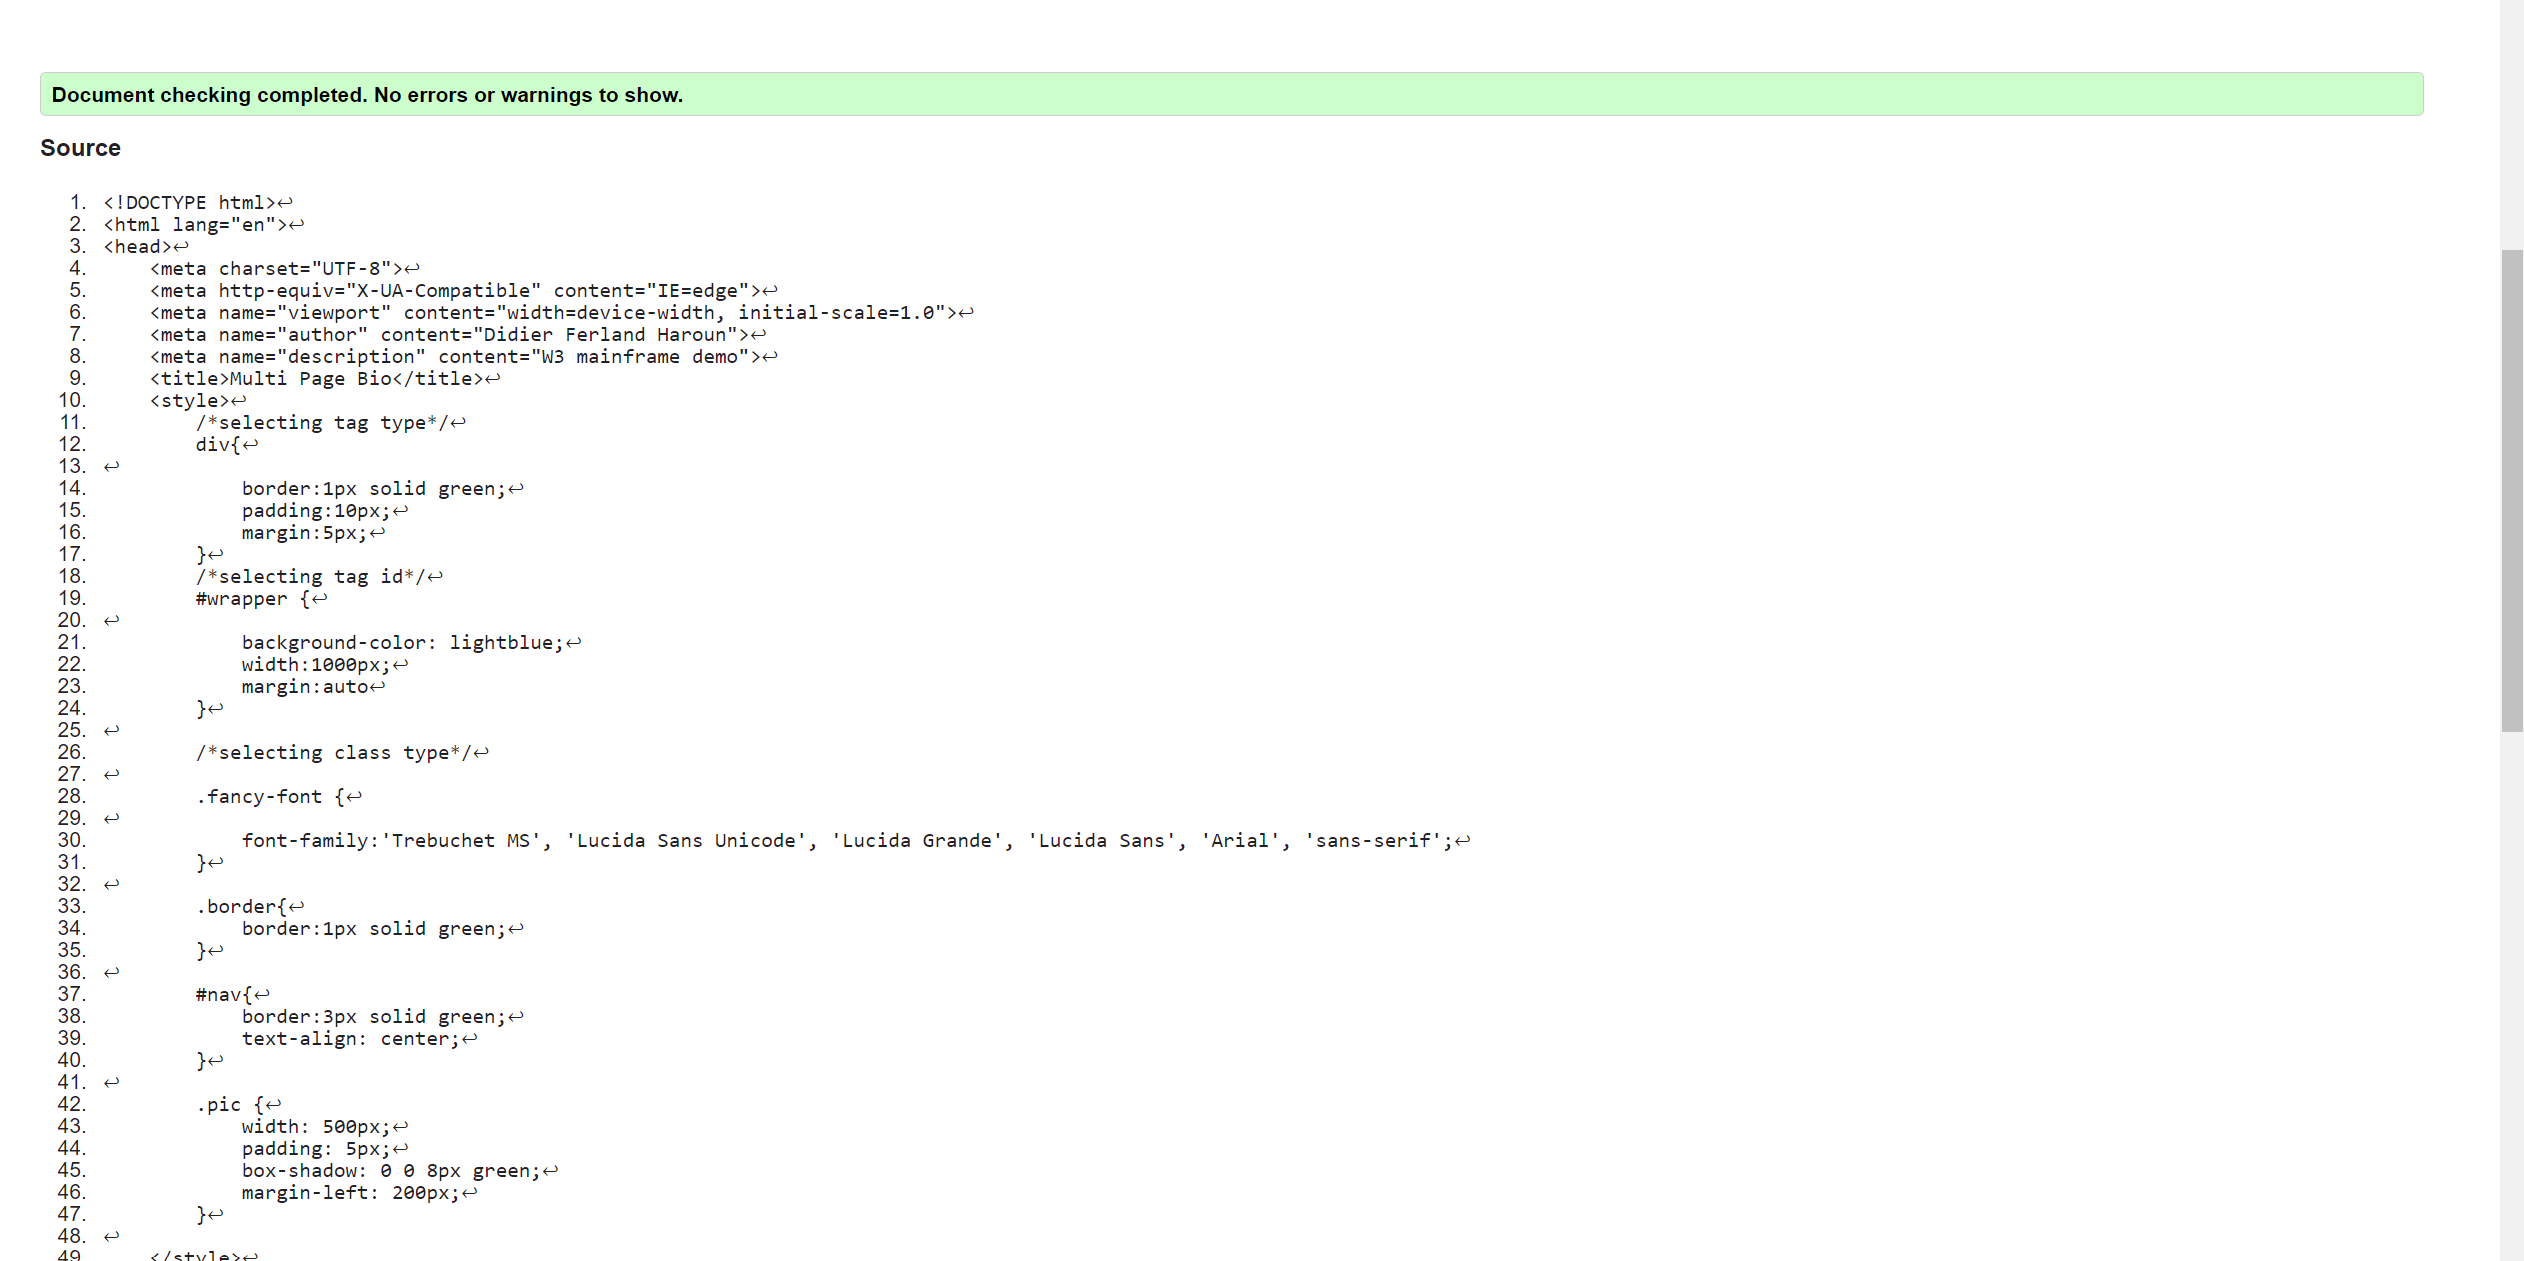 Document checking completed. No errors or warnings to show.
Source
1. <!DOCTYPE html>↩
2. <html lang="en">↩
3. <head>↩
4.     <meta charset="UTF-8">↩
5.     <meta http-equiv="X-UA-Compatible" content="IE=edge">↩
6.     <meta name="viewport" content="width=device-width, initial-scale=1.0">↩
7.     <meta name="author" content="Didier Ferland Haroun">↩
8.     <meta name="description" content="W3 mainframe demo">↩
9.     <title>Multi Page Bio</title>↩
10.     <style>↩
11.         /*selecting tag type*/↩
12.         div{↩
13. ↩
14.             border:1px solid green;↩
15.             padding:10px;↩
16.             margin:5px;↩
17.         }↩
18.         /*selecting tag id*/↩
19.         #wrapper {↩
20. ↩
21.             background-color: lightblue;↩
22.             width:1000px;↩
23.             margin:auto↩
24.         }↩
25. ↩
26.         /*selecting class type*/↩
27. ↩
28.         .fancy-font {↩
29. ↩
30.             font-family:'Trebuchet MS', 'Lucida Sans Unicode', 'Lucida Grande', 'Lucida Sans', 'Arial', 'sans-serif';↩
31.         }↩
32. ↩
33.         .border{↩
34.             border:1px solid green;↩
35.         }↩
36. ↩
37.         #nav{↩
38.             border:3px solid green;↩
39.             text-align: center;↩
40.         }↩
41. ↩
42.         .pic {↩
43.             width: 500px;↩
44.             padding: 5px;↩
45.             box-shadow: 0 0 8px green;↩
46.             margin-left: 200px;↩
47.         }↩
48. ↩
49.     </style>↩